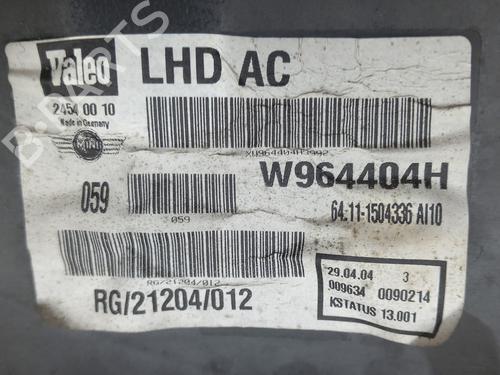 Valeo
LHD AC
2454 00 10
Made in Germany
MINI
XW964404H3992
W964404H
059
059
64:11-1504336 AI10
RG/21204/012
RG/21204/012
29.04.04 3
009634 0090214
KSTATUS 13.001
B-PARTS